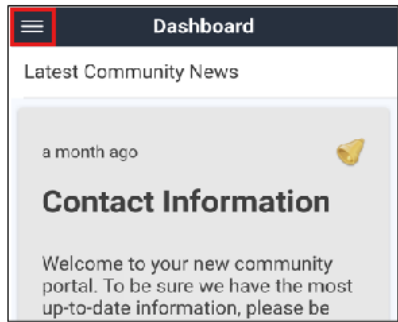 Dashboard
Latest Community News
a month ago
Contact Information
Welcome to your new community
portal. To be sure we have the most
up-to-date information, please be